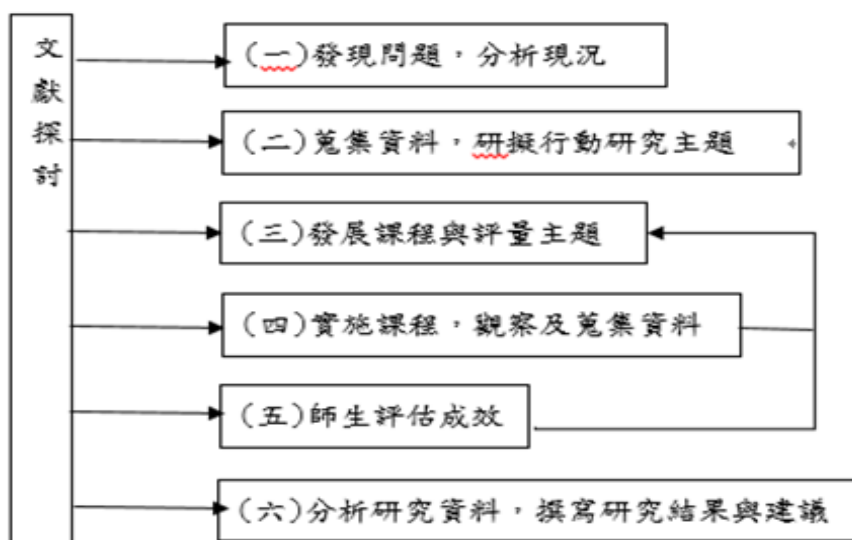 文獻探討
(一)發現問題，分析現況
(二)蒐集資料，研擬行動研究主題
(三)發展課程與評量主題
(四)實施課程，觀察及蒐集資料
(五)師生評估成效
(六)分析研究資料，撰寫研究結果與建議